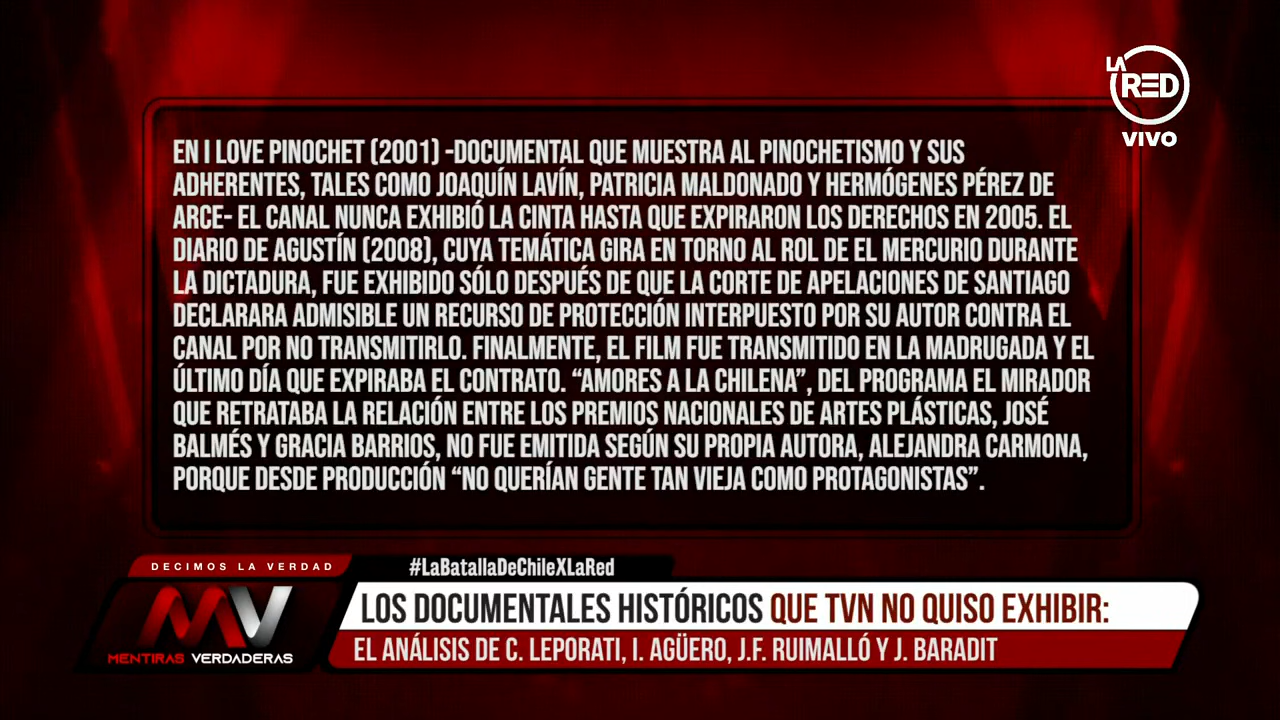 LA
RED
VIVO
EN I LOVE PINOCHET (2001) -DOCUMENTAL QUE MUESTRA AL PINOCHETISMO Y SUS
ADHERENTES, TALES COMO JOAQUÍN LAVÍN, PATRICIA MALDONADO Y HERMÓGENES PÉREZ DE
ARCE- EL CANAL NUNCA EXHIBIÓ LA CINTA HASTA QUE EXPIRARON LOS DERECHOS EN 2005. EL
DIARIO DE AGUSTÍN (2008), CUYA TEMÁTICA GIRA EN TORNO AL ROL DE EL MERCURIO DURANTE
LA DICTADURA, FUE EXHIBIDO SÓLO DESPUÉS DE QUE LA CORTE DE APELACIONES DE SANTIAGO
DECLARARA ADMISIBLE UN RECURSO DE PROTECCIÓN INTERPUESTO POR SU AUTOR CONTRA EL
CANAL POR NO TRANSMITIRLO. FINALMENTE, EL FILM FUE TRANSMITIDO EN LA MADRUGADA Y EL
ÚLTIMO DÍA QUE EXPIRABA EL CONTRATO. “AMORES A LA CHILENA”, DEL PROGRAMA EL MIRADOR
QUE RETRATABA LA RELACIÓN ENTRE LOS PREMIOS NACIONALES DE ARTES PLÁSTICAS, JOSÉ
BALMÉS Y GRACIA BARRIOS, NO FUE EMITIDA SEGÚN SU PROPIA AUTORA, ALEJANDRA CARMONA,
PORQUE DESDE PRODUCCIÓN “NO QUERÍAN GENTE TAN VIEJA COMO PROTAGONISTAS”.
DECIMOS LA VERDAD
#LaBatallaDeChileXLaRed
MV
MENTIRAS VERDADERAS
LOS DOCUMENTALES HISTÓRICOS QUE TVN NO QUISO EXHIBIR:
EL ANÁLISIS DE C. LEPORATI, I. AGÜERO, J.F. RUIMALLÓ Y J. BARADIT